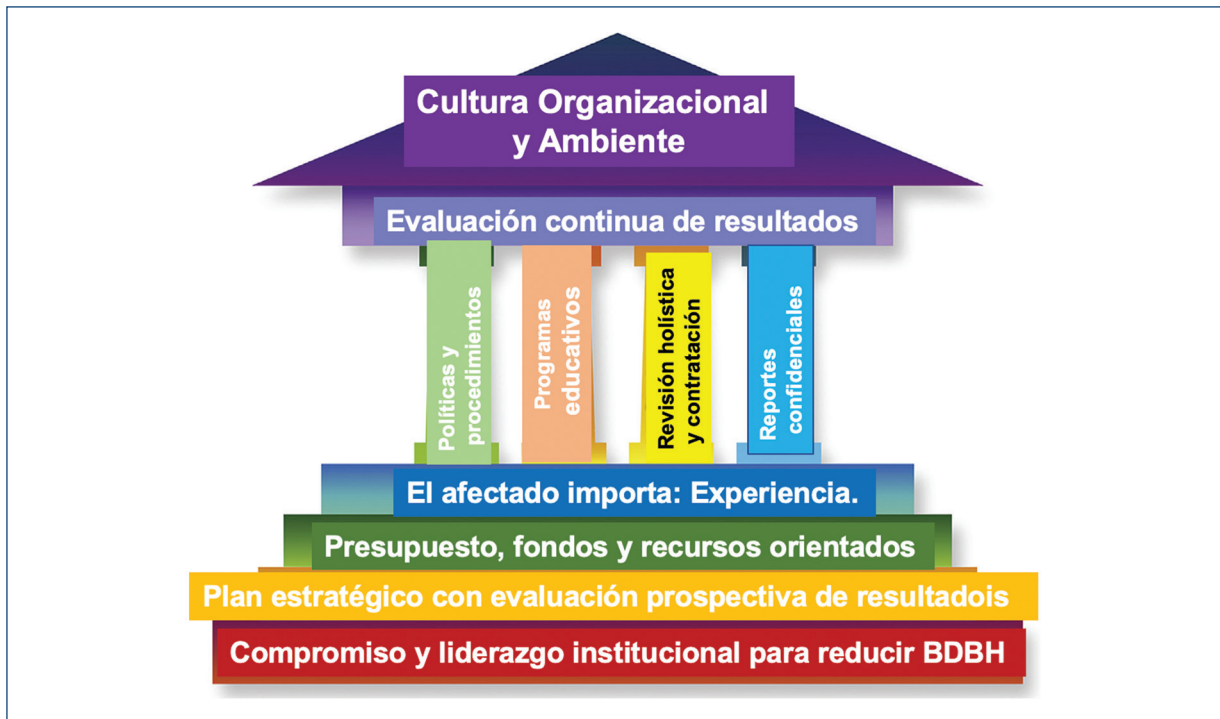 Cultura Organizacional
y Ambiente
Evaluación continua de resultados
Políticas y
procedimientos
Programas
educativos
Revisión holística
y contratación
Reportes
confidenciales
El afectado importa: Experiencia.
Presupuesto, fondos y recursos orientados
Plan estratégico con evaluación prospectiva de resultadois
Compromiso y liderazgo institucional para reducir BDBH